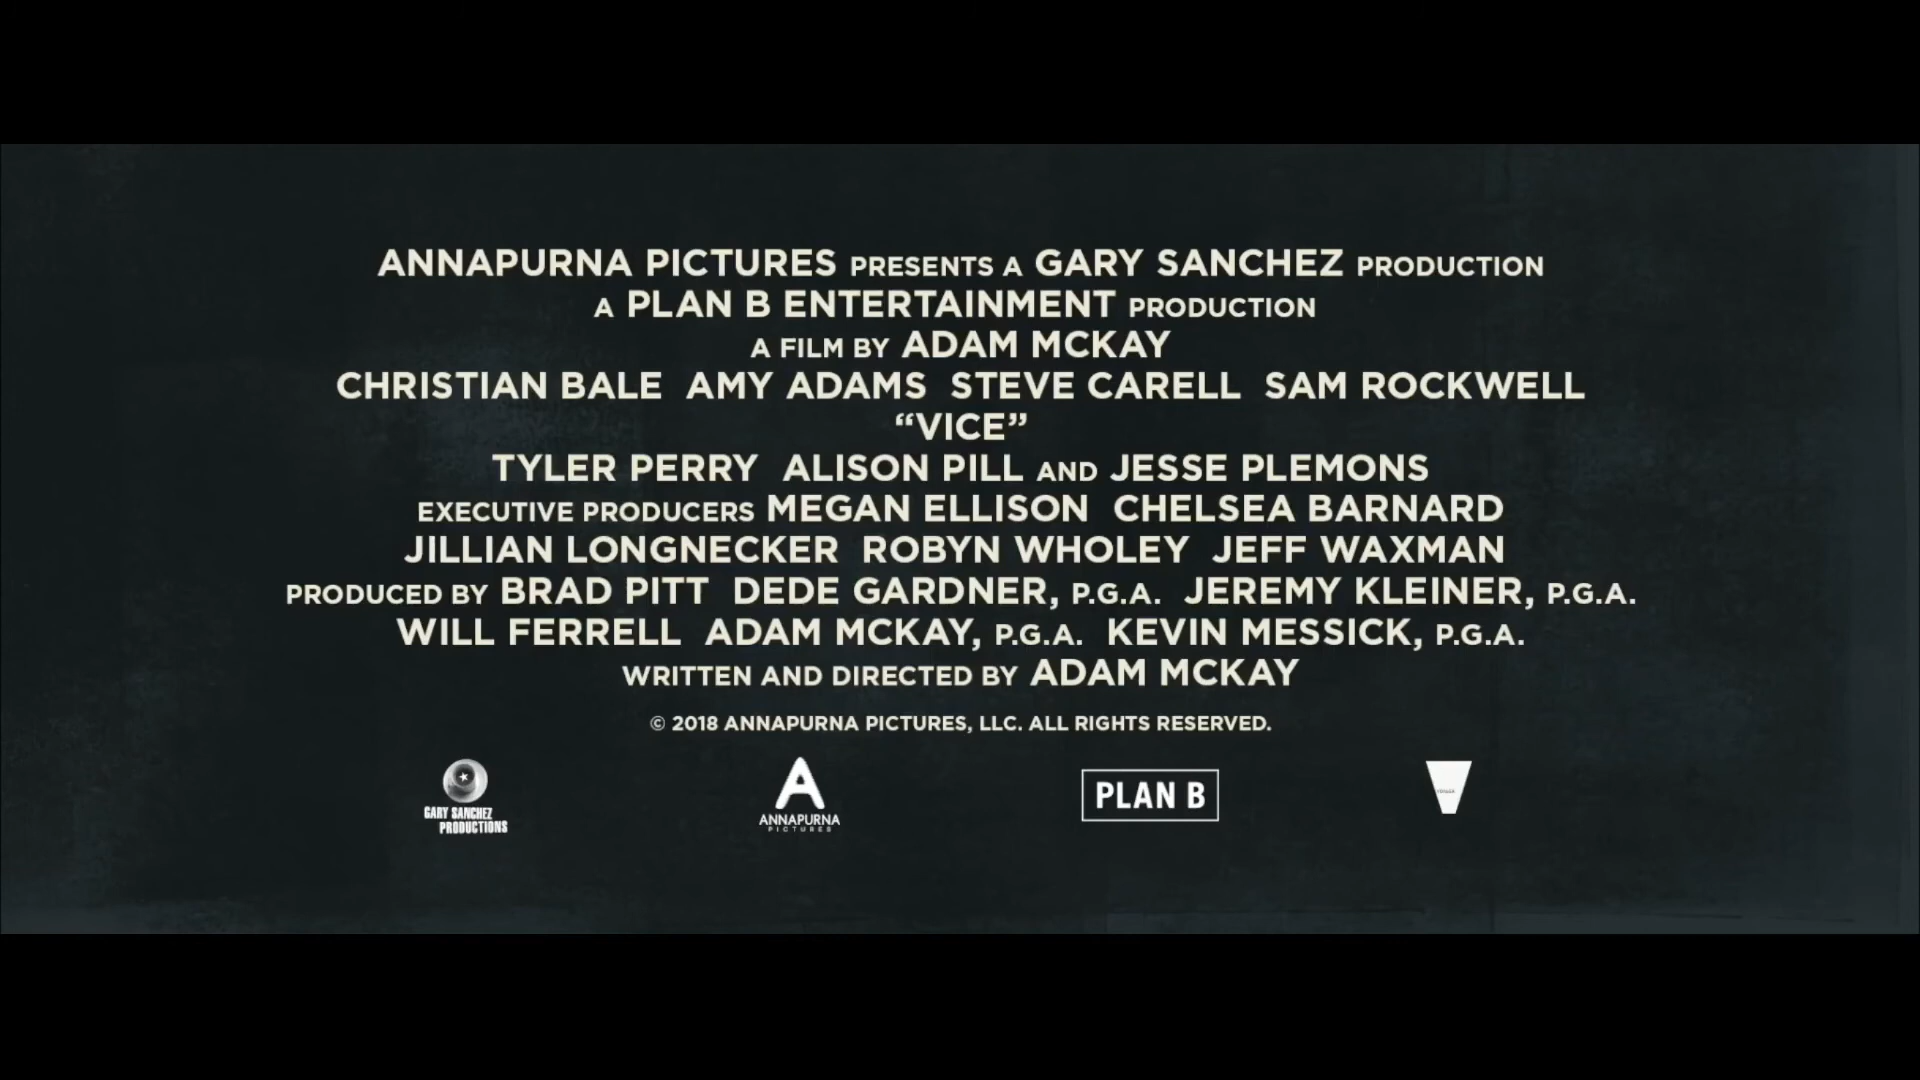 ANNAPURNA PICTURES PRESENTS A GARY SANCHEZ PRODUCTION
A PLAN B ENTERTAINMENT PRODUCTION
A FILM BY ADAM MCKAY
CHRISTIAN BALE AMY ADAMS STEVE CARELL SAM ROCKWELL
“VICE”
TYLER PERRY ALISON PILL AND JESSE PLEMONS
EXECUTIVE PRODUCERS MEGAN ELLISON CHELSEA BARNARD
JILLIAN LONGNECKER ROBYN WHOLEY JEFF WAXMAN
PRODUCED BY BRAD PITT DEDE GARDNER, P.G.A. JEREMY KLEINER, P.G.A.
WILL FERRELL ADAM MCKAY, P.G.A. KEVIN MESSICK, P.G.A.
WRITTEN AND DIRECTED BY ADAM MCKAY
© 2018 ANNAPURNA PICTURES, LLC. ALL RIGHTS RESERVED.
GARY SANCHEZ
PRODUCTIONS
A
ANNAPURNA
PICTURES
PLAN B